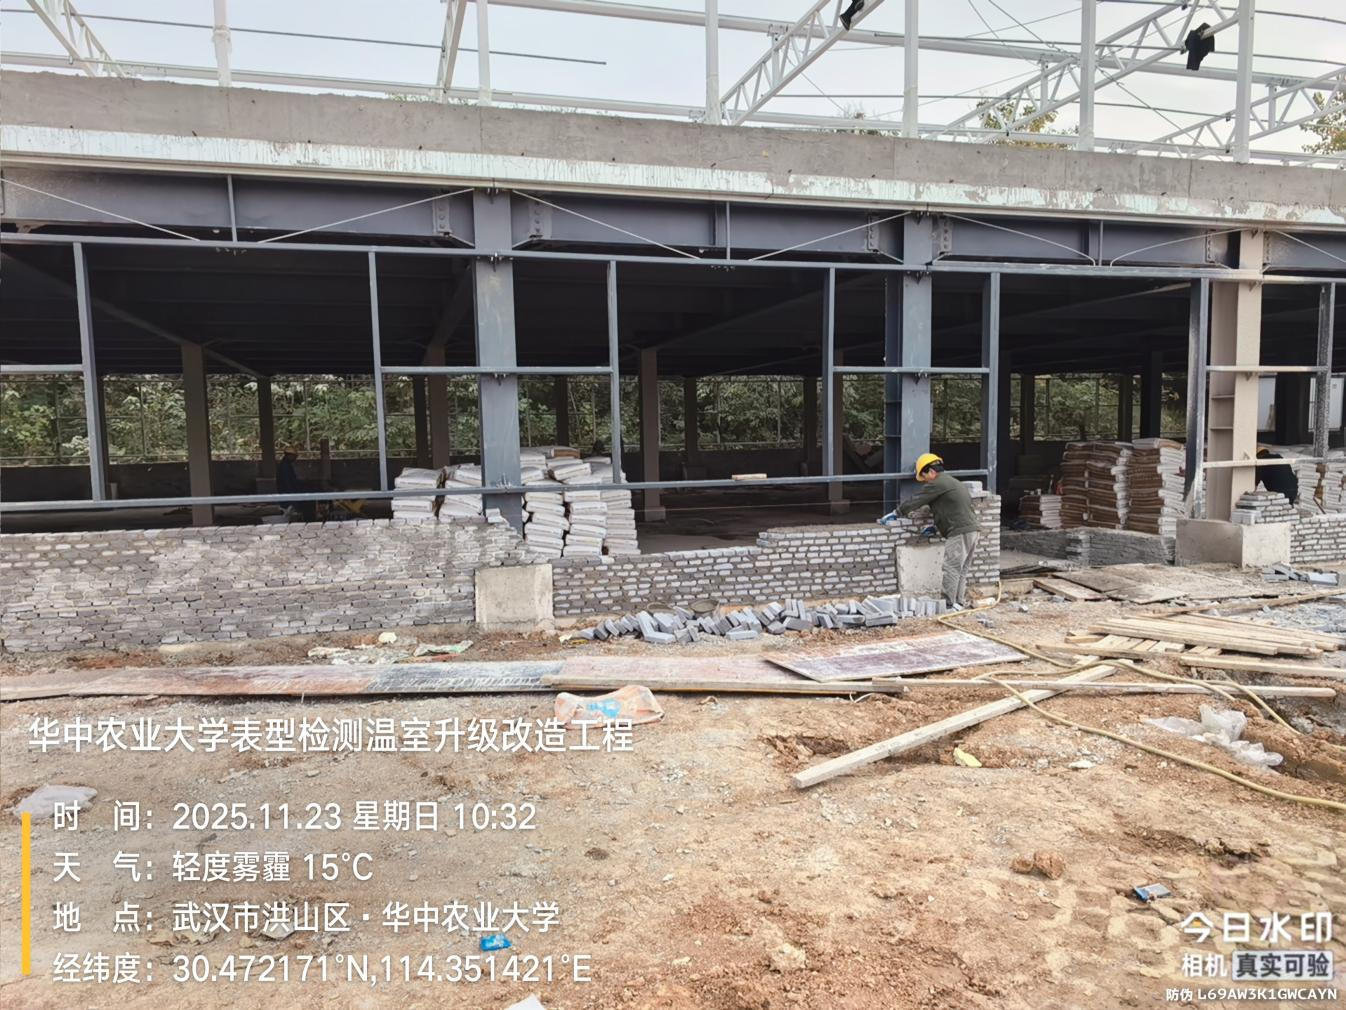 华中农业大学表型检测温室升级改造工程
时 间：2025.11.23 星期日 10:32
天 气：轻度雾霾 15℃
地 点：武汉市洪山区·华中农业大学
经纬度：30.472171°N,114.351421°E
今日水印
相机 真实可验
防伪 L69AW3K1GWCAYN